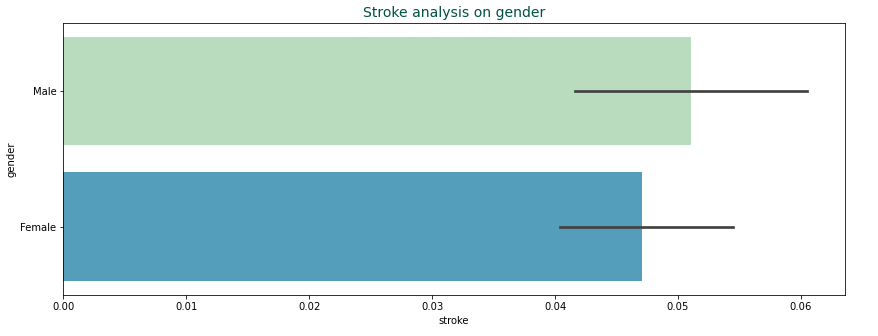 Stroke analysis on gender
Male
gender
Female
0.00 0.01 0.02 0.03 0.04 0.05 0.06
stroke